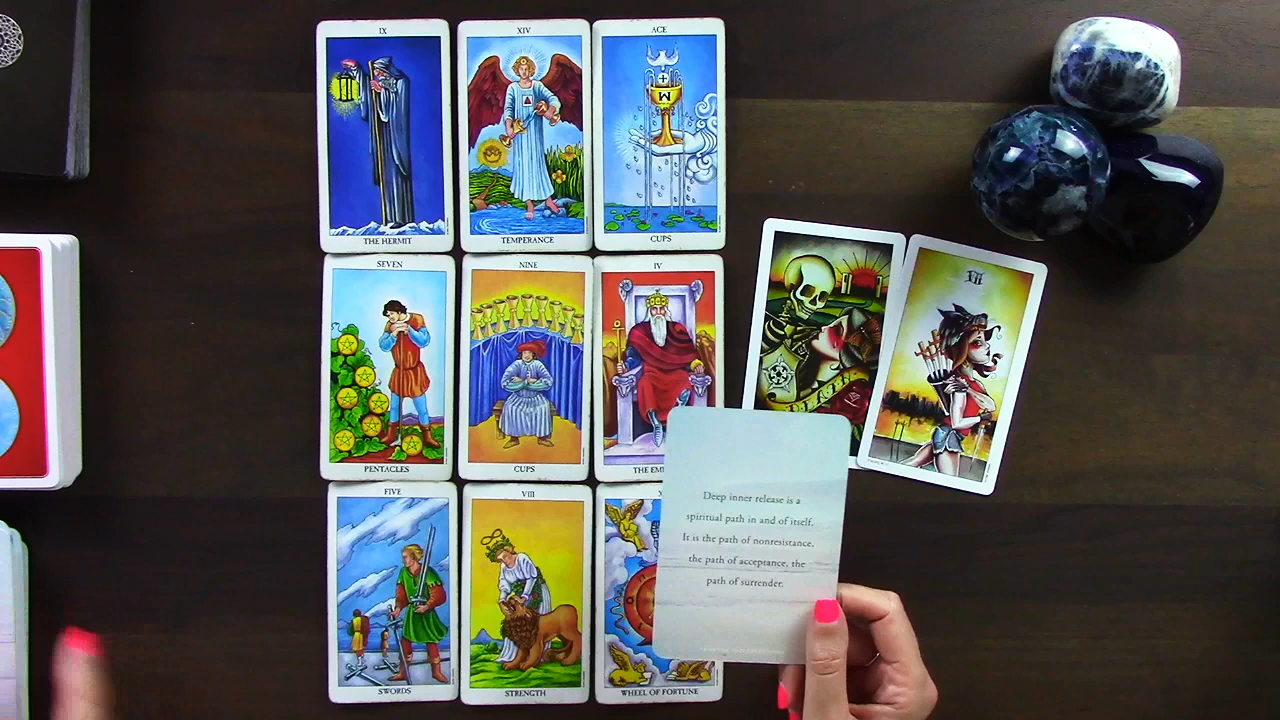 IX
THE HERMIT
XIV
TEMPERANCE
ACE
CUPS
SEVEN
PENTACLES
NINE
CUPS
IV
THE
FIVE
SWORDS
VIII
STRENGTH
X
WHEEL OF FORTUNE
DEATH
VII
Deep inner release is a
spiritual path in and of itself.
It is the path of nonresistance,
the path of acceptance, the
path of surrender.